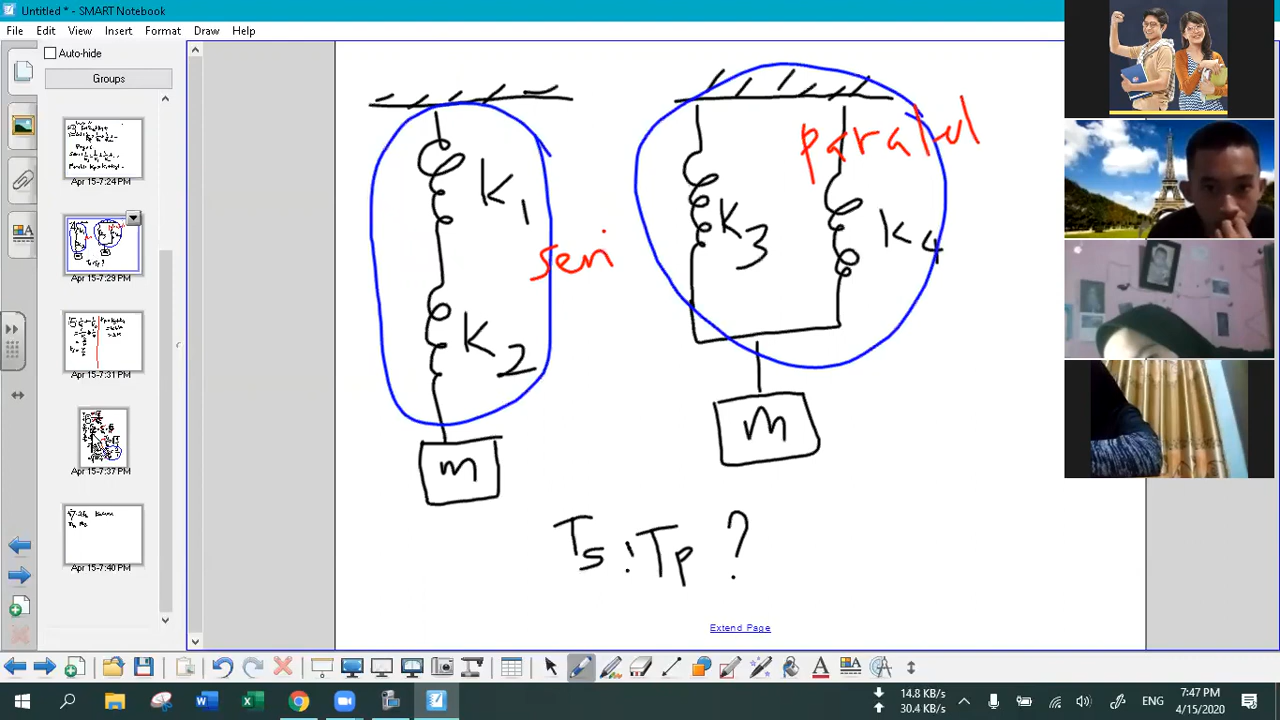 Untitled * - SMART Notebook
File Edit View Insert Format Draw Help
Auto-hide
Groups
Apr 15-7:24 PM
Apr 15-7:29 PM
Apr 15-7:31 PM
Apr 15-7:37 PM
Apr 15-7:40 PM
K1
K2
seri
m
K3
K4
paralel
m
Ts : Tp ?
Extend Page
14.8 KB/s
30.4 KB/s
ENG
7:47 PM
4/15/2020